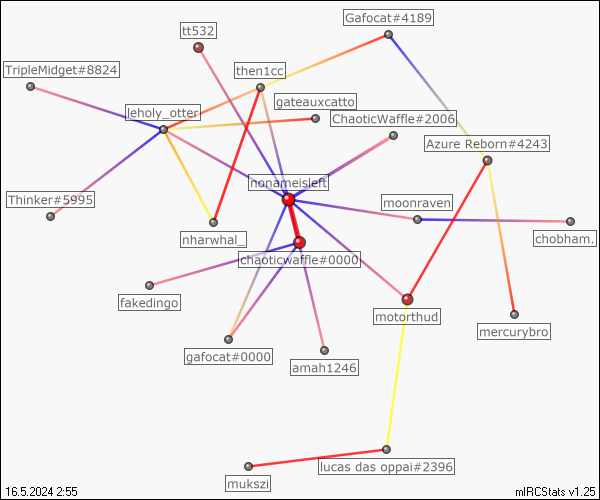 Gafocat#4189
tt532
TripleMidget#8824
then1cc
gateauxcatto
leholy_otter
ChaoticWaffle#2006
Azure Reborn#4243
nonameisleft
Thinker#5995
moonraven
nharwhal_
chobham.
chaoticwaffle#0000
fakedingo
motorthud
mercurybro
gafocat#0000
amah1246
lucas das oppai#2396
mukszi
16.5.2024 2:55
mIRCStats v1.25